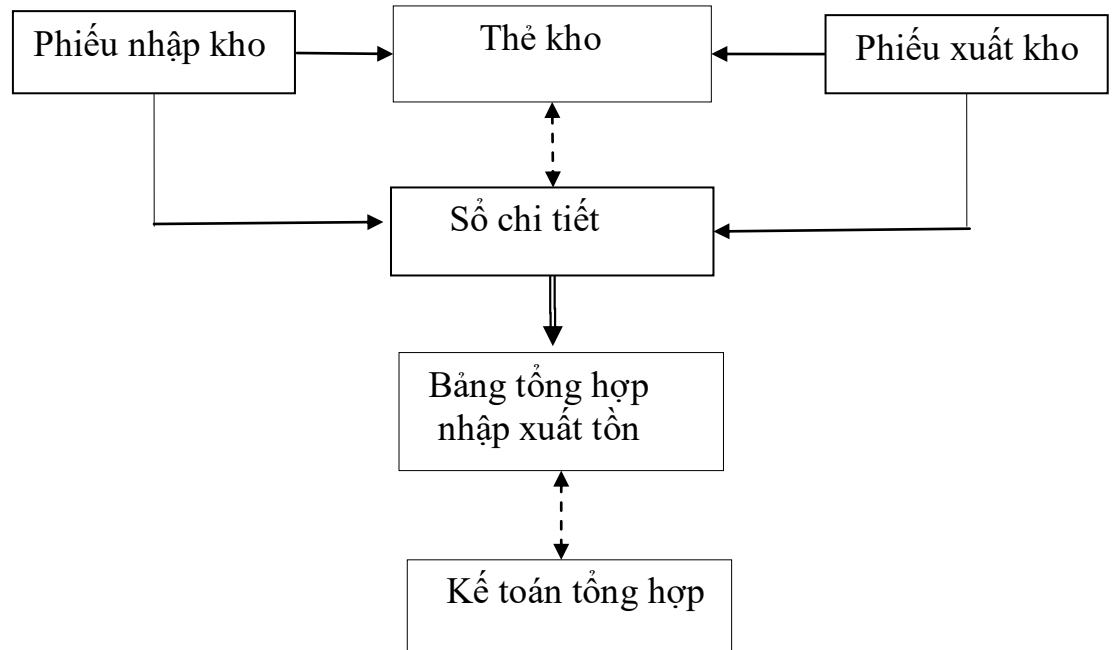 Phiếu nhập kho
Thẻ kho
Phiếu xuất kho
Sổ chi tiết
Bảng tổng hợp
nhập xuất tồn
Kế toán tổng hợp